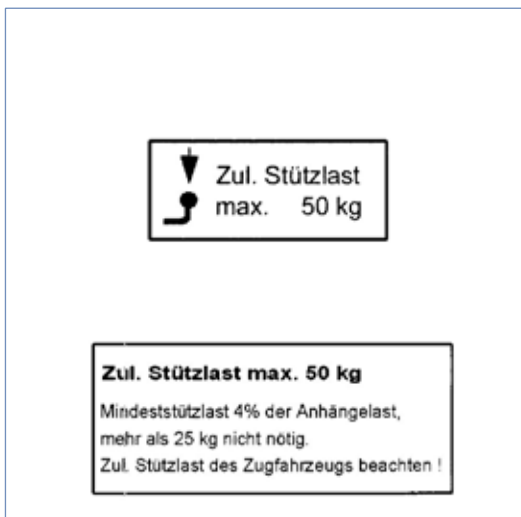 Zul. Stützlast
max. 50 kg
Zul. Stützlast max. 50 kg
Mindeststützlast 4% der Anhängelast,
mehr als 25 kg nicht nötig.
Zul. Stützlast des Zugfahrzeugs beachten !